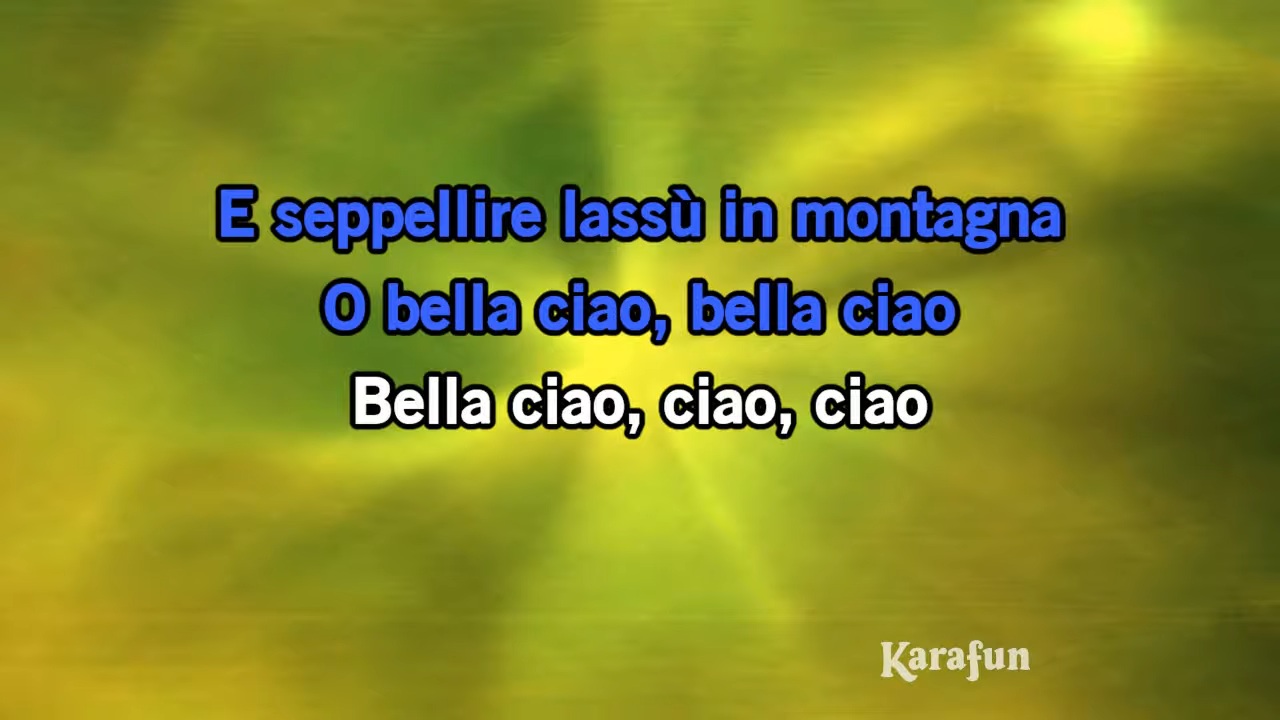 E seppellire lassù in montagna
O bella ciao, bella ciao
Bella ciao, ciao, ciao
Karafun